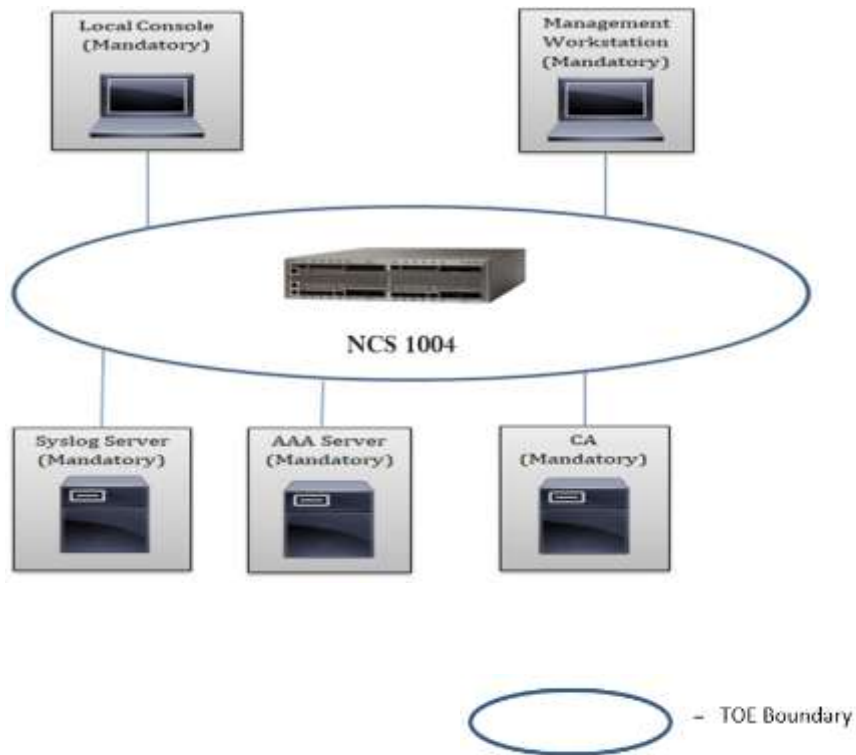 Local Console
(Mandatory)
Management
Workstation
(Mandatory)
NCS 1004
Syslog Server
(Mandatory)
AAA Server
(Mandatory)
CA
(Mandatory)
- TOE Boundary